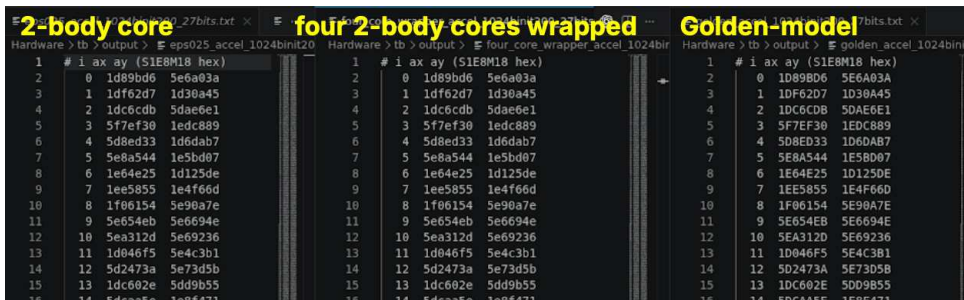 2-body core
four 2-body cores wrapped
Golden-model
Hardware > tb > output > eps025_accel_1024binit20
1 # i ax ay (S1E8M18 hex)
2 0 1d89bd6 5e6a03a
3 1 1df62d7 1d30a45
4 2 1dc6cdb 5dae6e1
5 3 5f7ef30 1edc889
6 4 5d8ed33 1d6dab7
7 5 5e8a544 1e5bd07
8 6 1e64e25 1d125de
9 7 1ee5855 1e4f66d
10 8 1f06154 5e90a7e
11 9 5e654eb 5e6694e
12 10 5ea312d 5e69236
13 11 1d046f5 5e4c3b1
14 12 5d2473a 5e73d5b
15 13 1dc602e 5dd9b55
Hardware > tb > output > four_core_wrapper_accel_1024bir
1 # i ax ay (S1E8M18 hex)
2 0 1d89bd6 5e6a03a
3 1 1df62d7 1d30a45
4 2 1dc6cdb 5dae6e1
5 3 5f7ef30 1edc889
6 4 5d8ed33 1d6dab7
7 5 5e8a544 1e5bd07
8 6 1e64e25 1d125de
9 7 1ee5855 1e4f66d
10 8 1f06154 5e90a7e
11 9 5e654eb 5e6694e
12 10 5ea312d 5e69236
13 11 1d046f5 5e4c3b1
14 12 5d2473a 5e73d5b
15 13 1dc602e 5dd9b55
Hardware > tb > output > golden_accel_1024bini
1 # i ax ay (S1E8M18 hex)
2 0 1D89BD6 5E6A03A
3 1 1DF62D7 1D30A45
4 2 1DC6CDB 5DAE6E1
5 3 5F7EF30 1EDC889
6 4 5D8ED33 1D6DAB7
7 5 5E8A544 1E5BD07
8 6 1E64E25 1D125DE
9 7 1EE5855 1E4F66D
10 8 1F06154 5E90A7E
11 9 5E654EB 5E6694E
12 10 5EA312D 5E69236
13 11 1D046F5 5E4C3B1
14 12 5D2473A 5E73D5B
15 13 1DC602E 5DD9B55